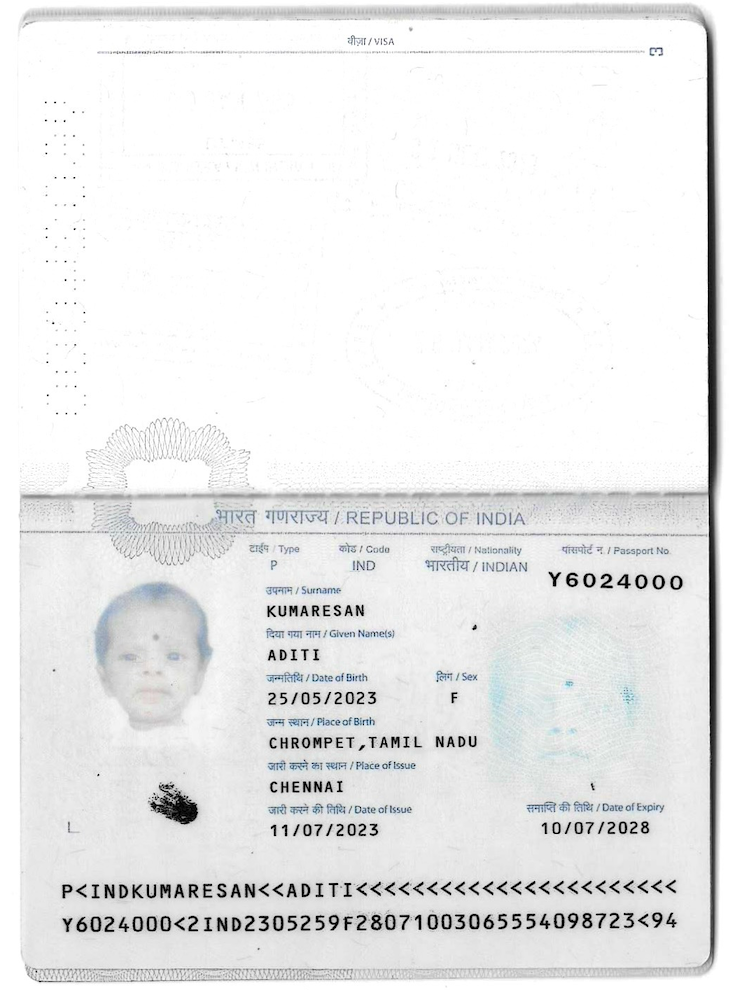 वीज़ा / VISA
3
भारत गणराज्य / REPUBLIC OF INDIA
टाईप / Type कोड / Code राष्ट्रीयता / Nationality पासपोर्ट न. / Passport No.
P IND भारतीय / INDIAN Y6024000
उपनाम / Surname
KUMARESAN
दिया गया नाम / Given Name(s)
ADITI
जन्मतिथि / Date of Birth लिंग / Sex
25/05/2023 F
जन्म स्थान / Place of Birth
CHROMPET,TAMIL NADU
जारी करने का स्थान / Place of Issue
CHENNAI
जारी करने की तिथि / Date of Issue समाप्ति की तिथि / Date of Expiry
11/07/2023 10/07/2028
P<INDKUMARESAN<<ADITI<<<<<<<<<<<<<<<<<<<<<<<
Y6024000<2IND2305259F28071003065554098723<94